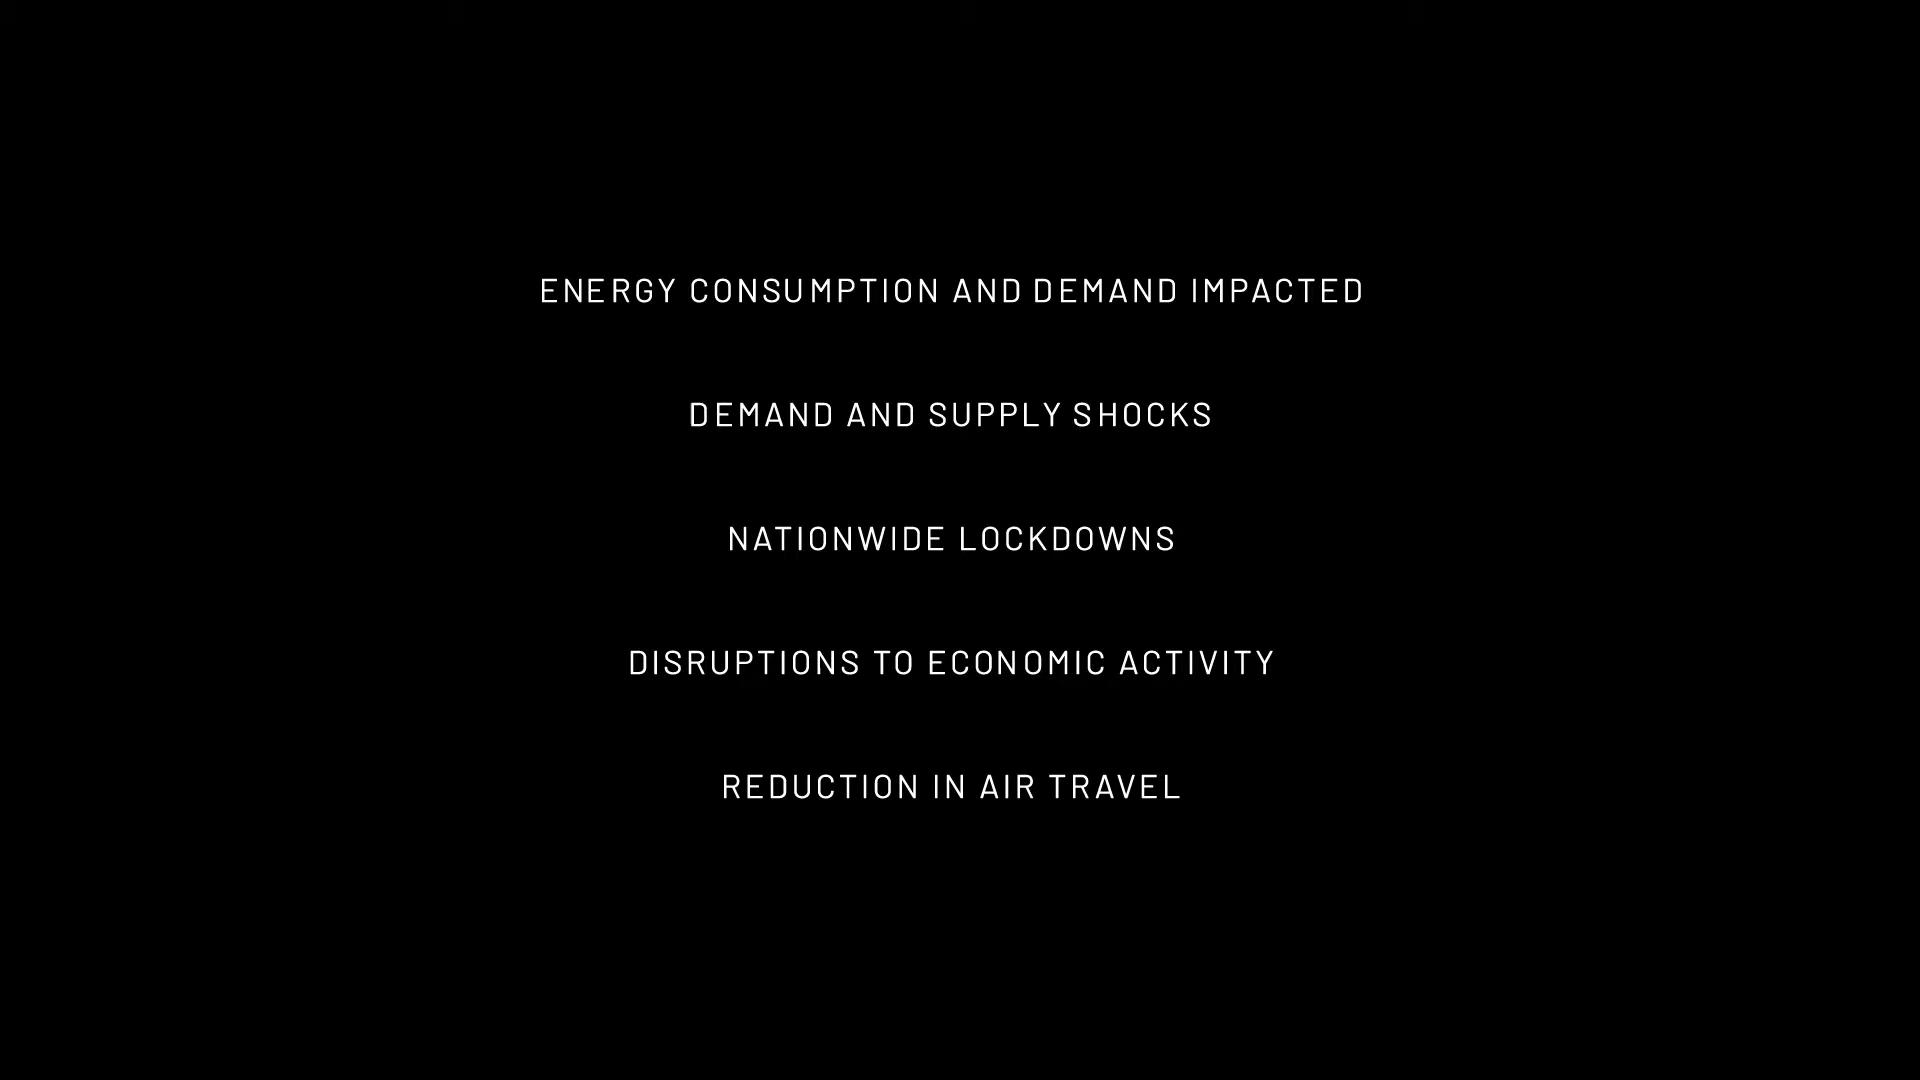 ENERGY CONSUMPTION AND DEMAND IMPACTED
DEMAND AND SUPPLY SHOCKS
NATIONWIDE LOCKDOWNS
DISRUPTIONS TO ECONOMIC ACTIVITY
REDUCTION IN AIR TRAVEL